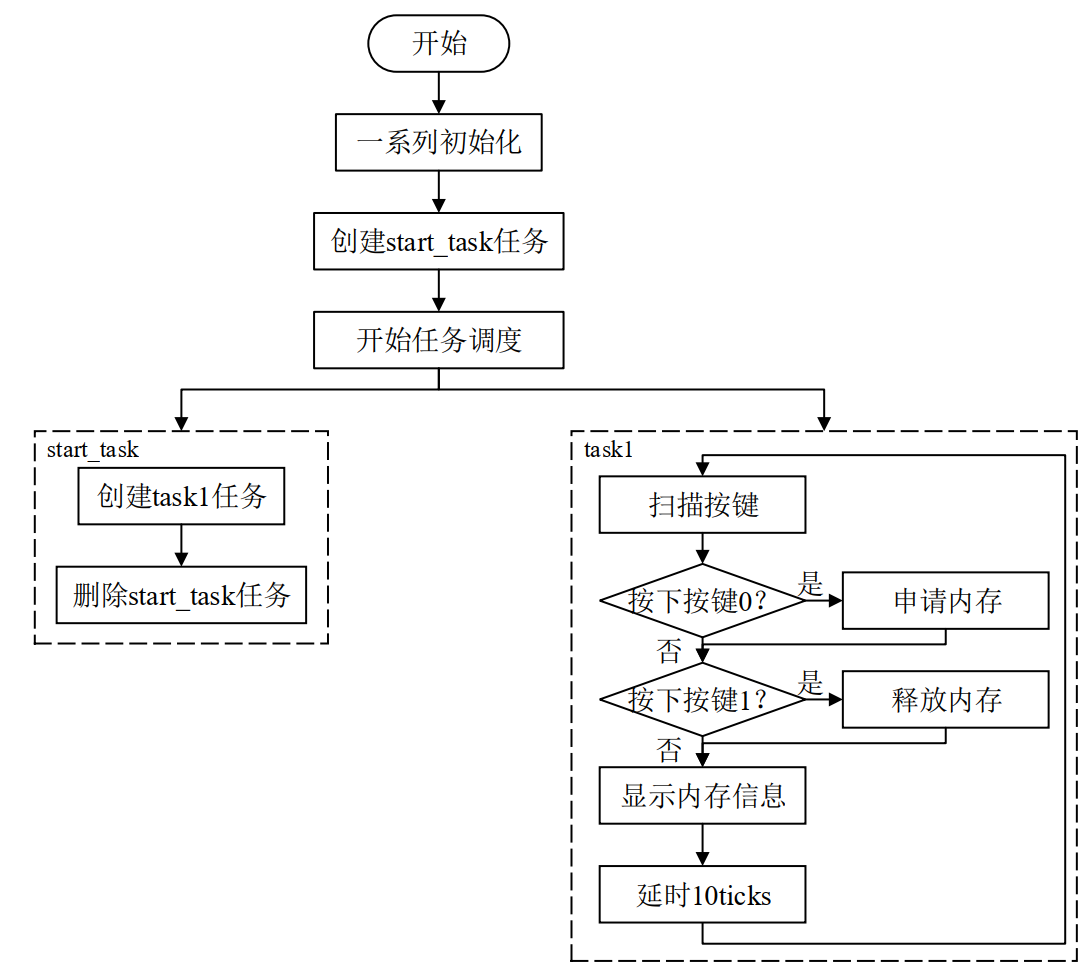 开始
一系列初始化
创建start_task任务
开始任务调度
start_task
创建task1任务
删除start_task任务
task1
扫描按键
按下按键0?
是
申请内存
否
按下按键1?
是
释放内存
否
显示内存信息
延时10ticks